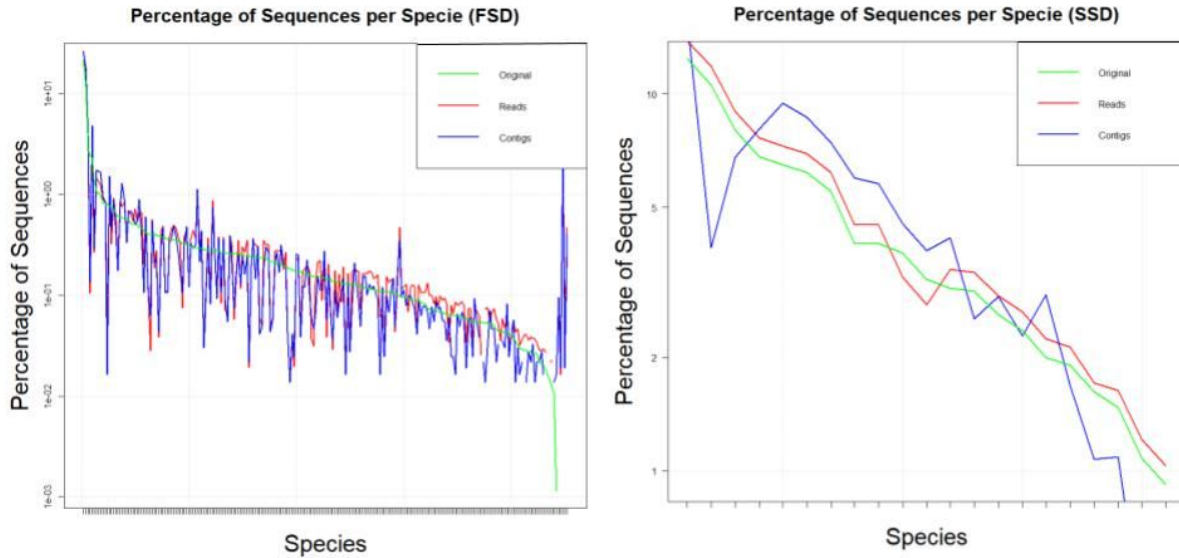 Percentage of Sequences per Specie (FSD)
Original
Reads
Contigs
Percentage of Sequences
1e+01
1e+00
1e-01
1e-02
1e-03
Species
Percentage of Sequences per Specie (SSD)
Original
Reads
Contigs
Percentage of Sequences
10
5
2
1
Species